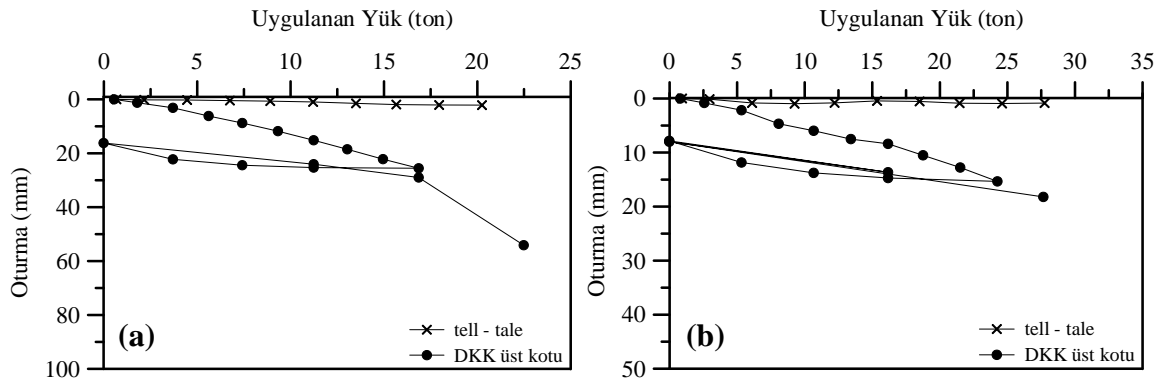 Uygulanan Yük (ton)
0 5 10 15 20 25
0
20
40
60
80
100
Oturma (mm)
(a)
tell - tale
DKK üst kotu
Uygulanan Yük (ton)
0 5 10 15 20 25 30 35
0
10
20
30
40
50
Oturma (mm)
(b)
tell - tale
DKK üst kotu